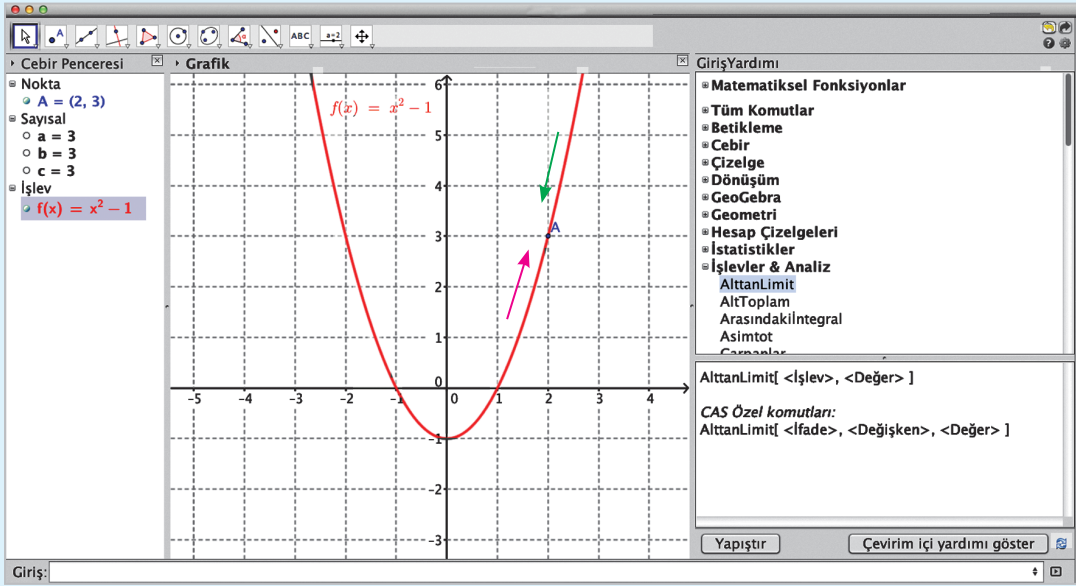 A
ABC
a=2
Cebir Penceresi
Nokta
A = (2, 3)
Sayısal
a = 3
b = 3
c = 3
İşlev
f(x) = x² − 1
Grafik
f(x) = x² − 1
6
5
4
3
2
1
0
-1
-2
-3
-5 -4 -3 -2 -1 0 1 2 3 4
A
GirişYardımı
Matematiksel Fonksiyonlar
Tüm Komutlar
Betikleme
Cebir
Çizelge
Dönüşüm
GeoGebra
Geometri
Hesap Çizelgeleri
İstatistikler
İşlevler & Analiz
AlttanLimit
AltToplam
Arasındakiİntegral
Asimtot
Çarpanlar
AlttanLimit[ <İşlev>, <Değer> ]
CAS Özel komutları:
AlttanLimit[ <İfade>, <Değişken>, <Değer> ]
Yapıştır
Çevirim içi yardımı göster
Giriş: